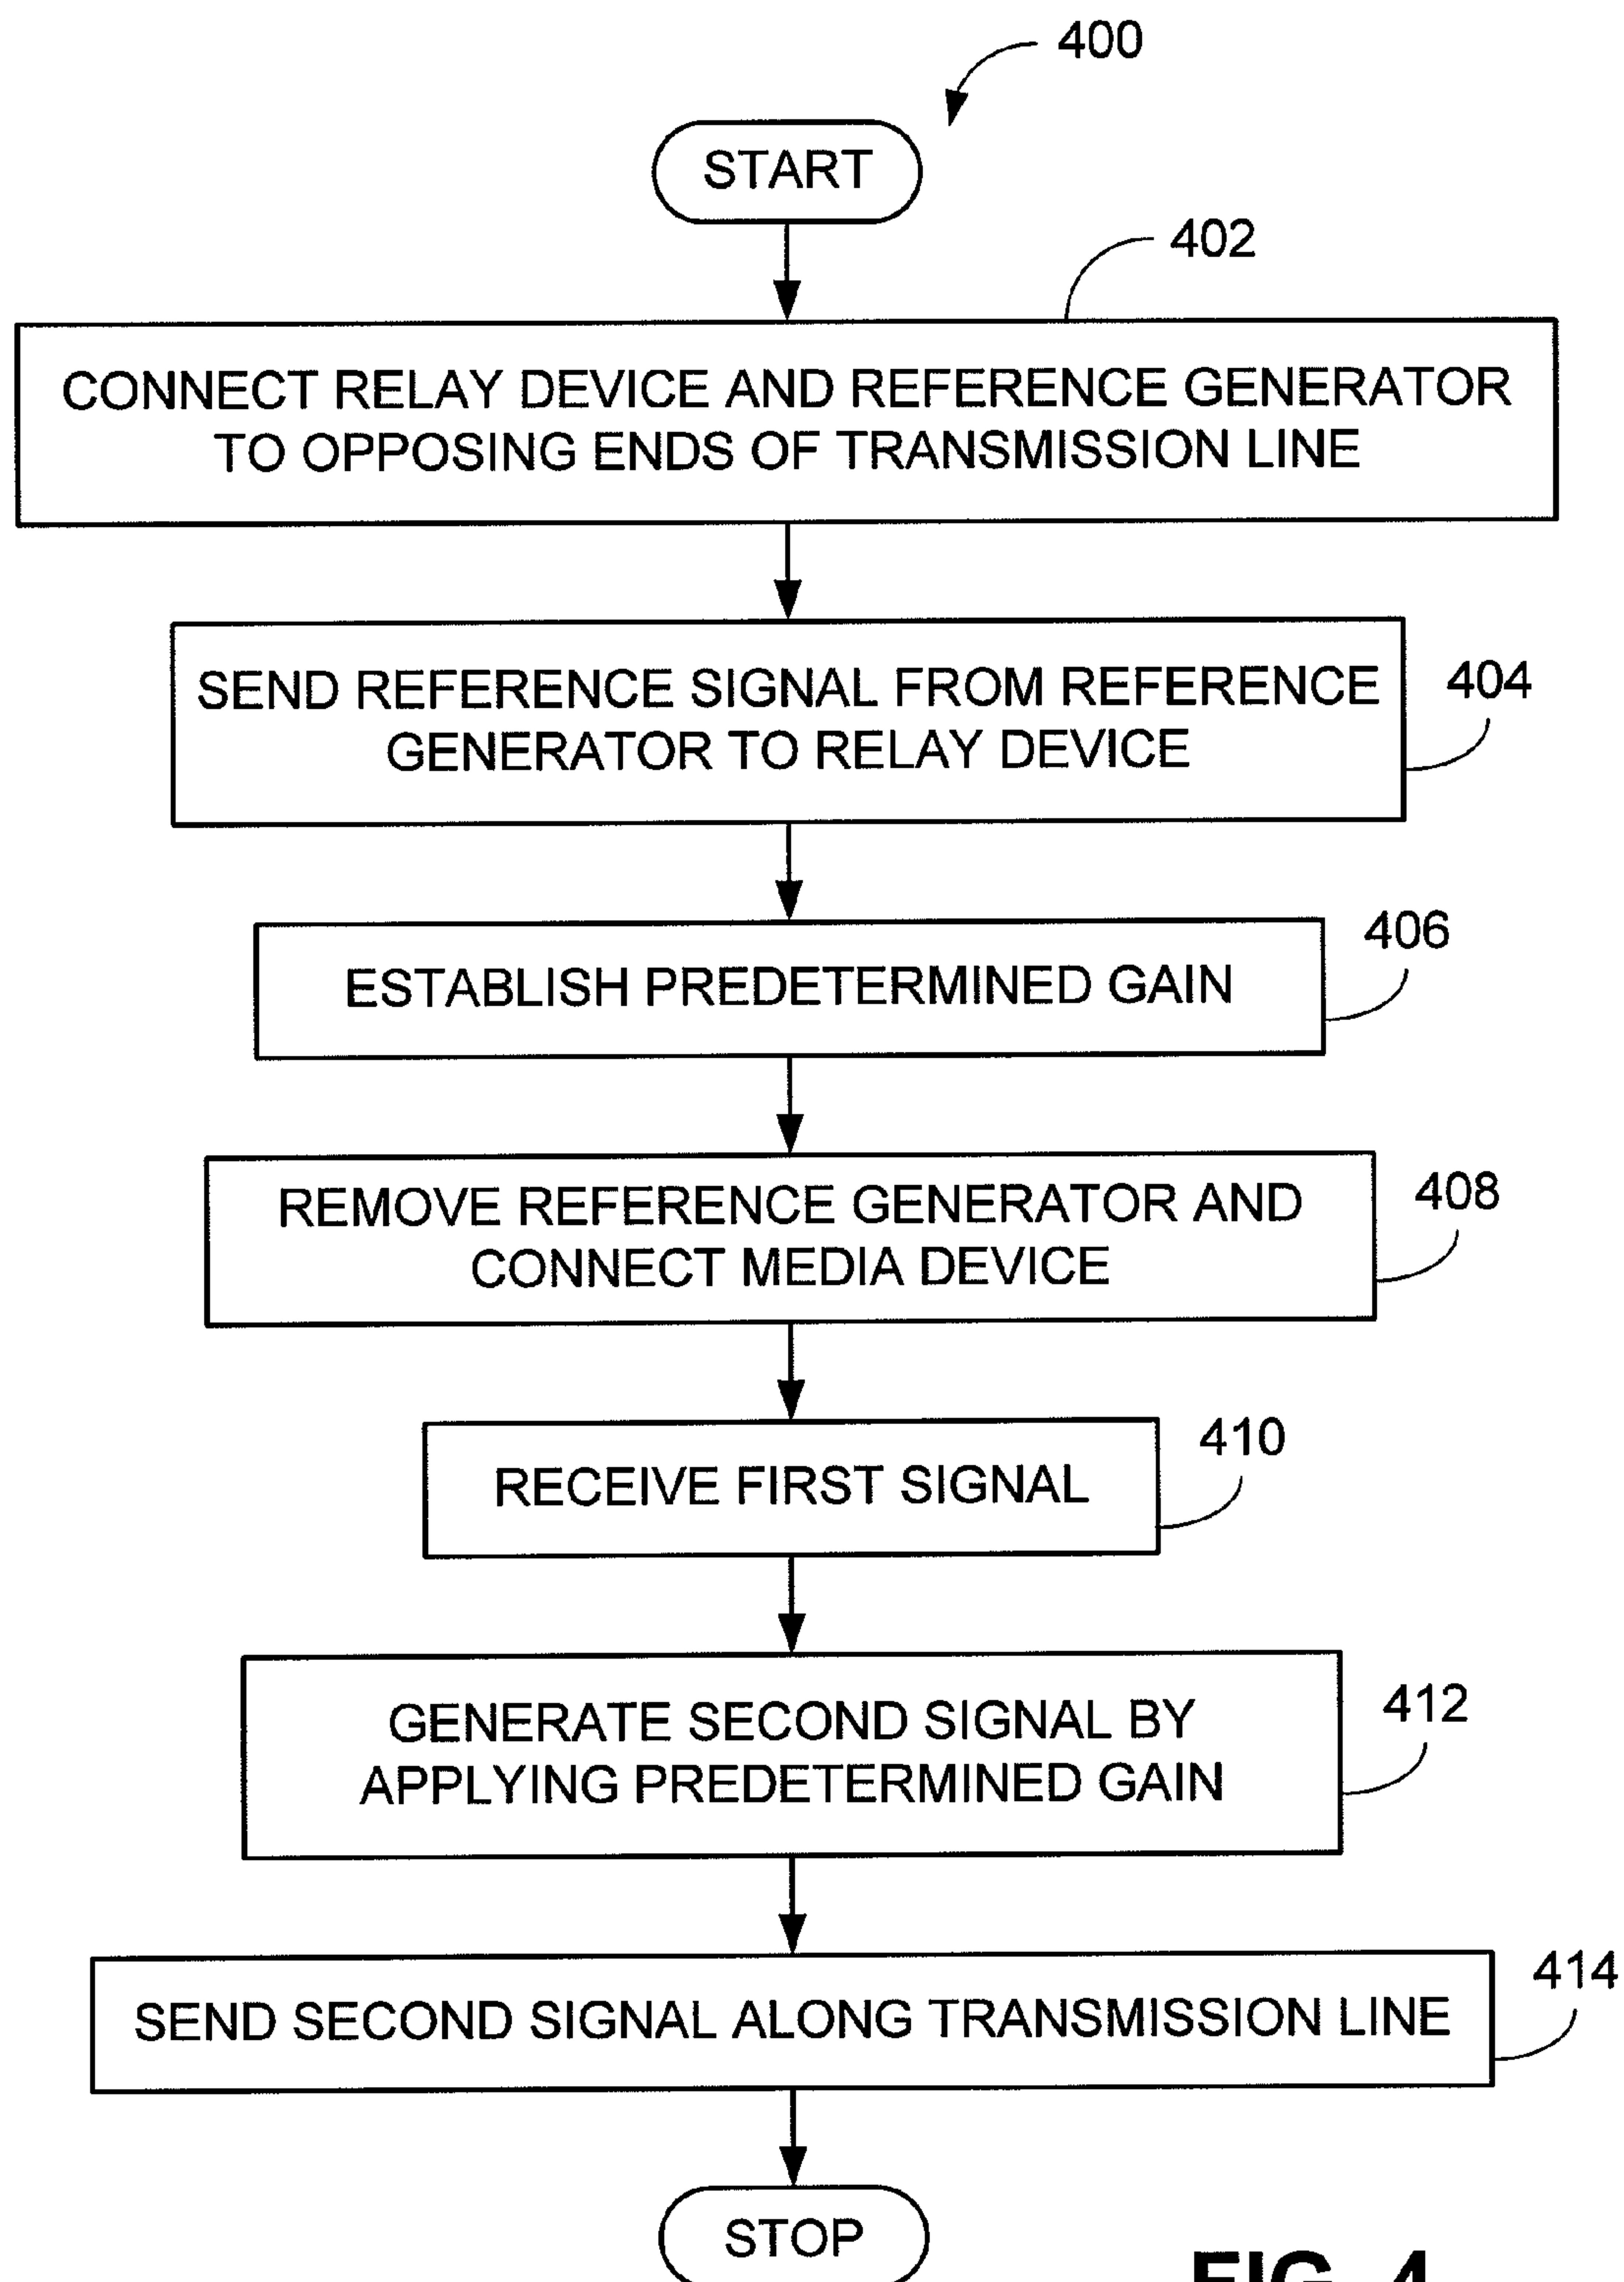 400
START
402
CONNECT RELAY DEVICE AND REFERENCE GENERATOR
TO OPPOSING ENDS OF TRANSMISSION LINE
SEND REFERENCE SIGNAL FROM REFERENCE
GENERATOR TO RELAY DEVICE
404
406
ESTABLISH PREDETERMINED GAIN
REMOVE REFERENCE GENERATOR AND
CONNECT MEDIA DEVICE
408
410
RECEIVE FIRST SIGNAL
GENERATE SECOND SIGNAL BY
APPLYING PREDETERMINED GAIN
412
414
SEND SECOND SIGNAL ALONG TRANSMISSION LINE
STOP
FIG. 4